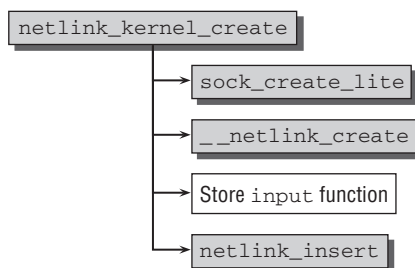 netlink_kernel_create
sock_create_lite
__netlink_create
Store input function
netlink_insert